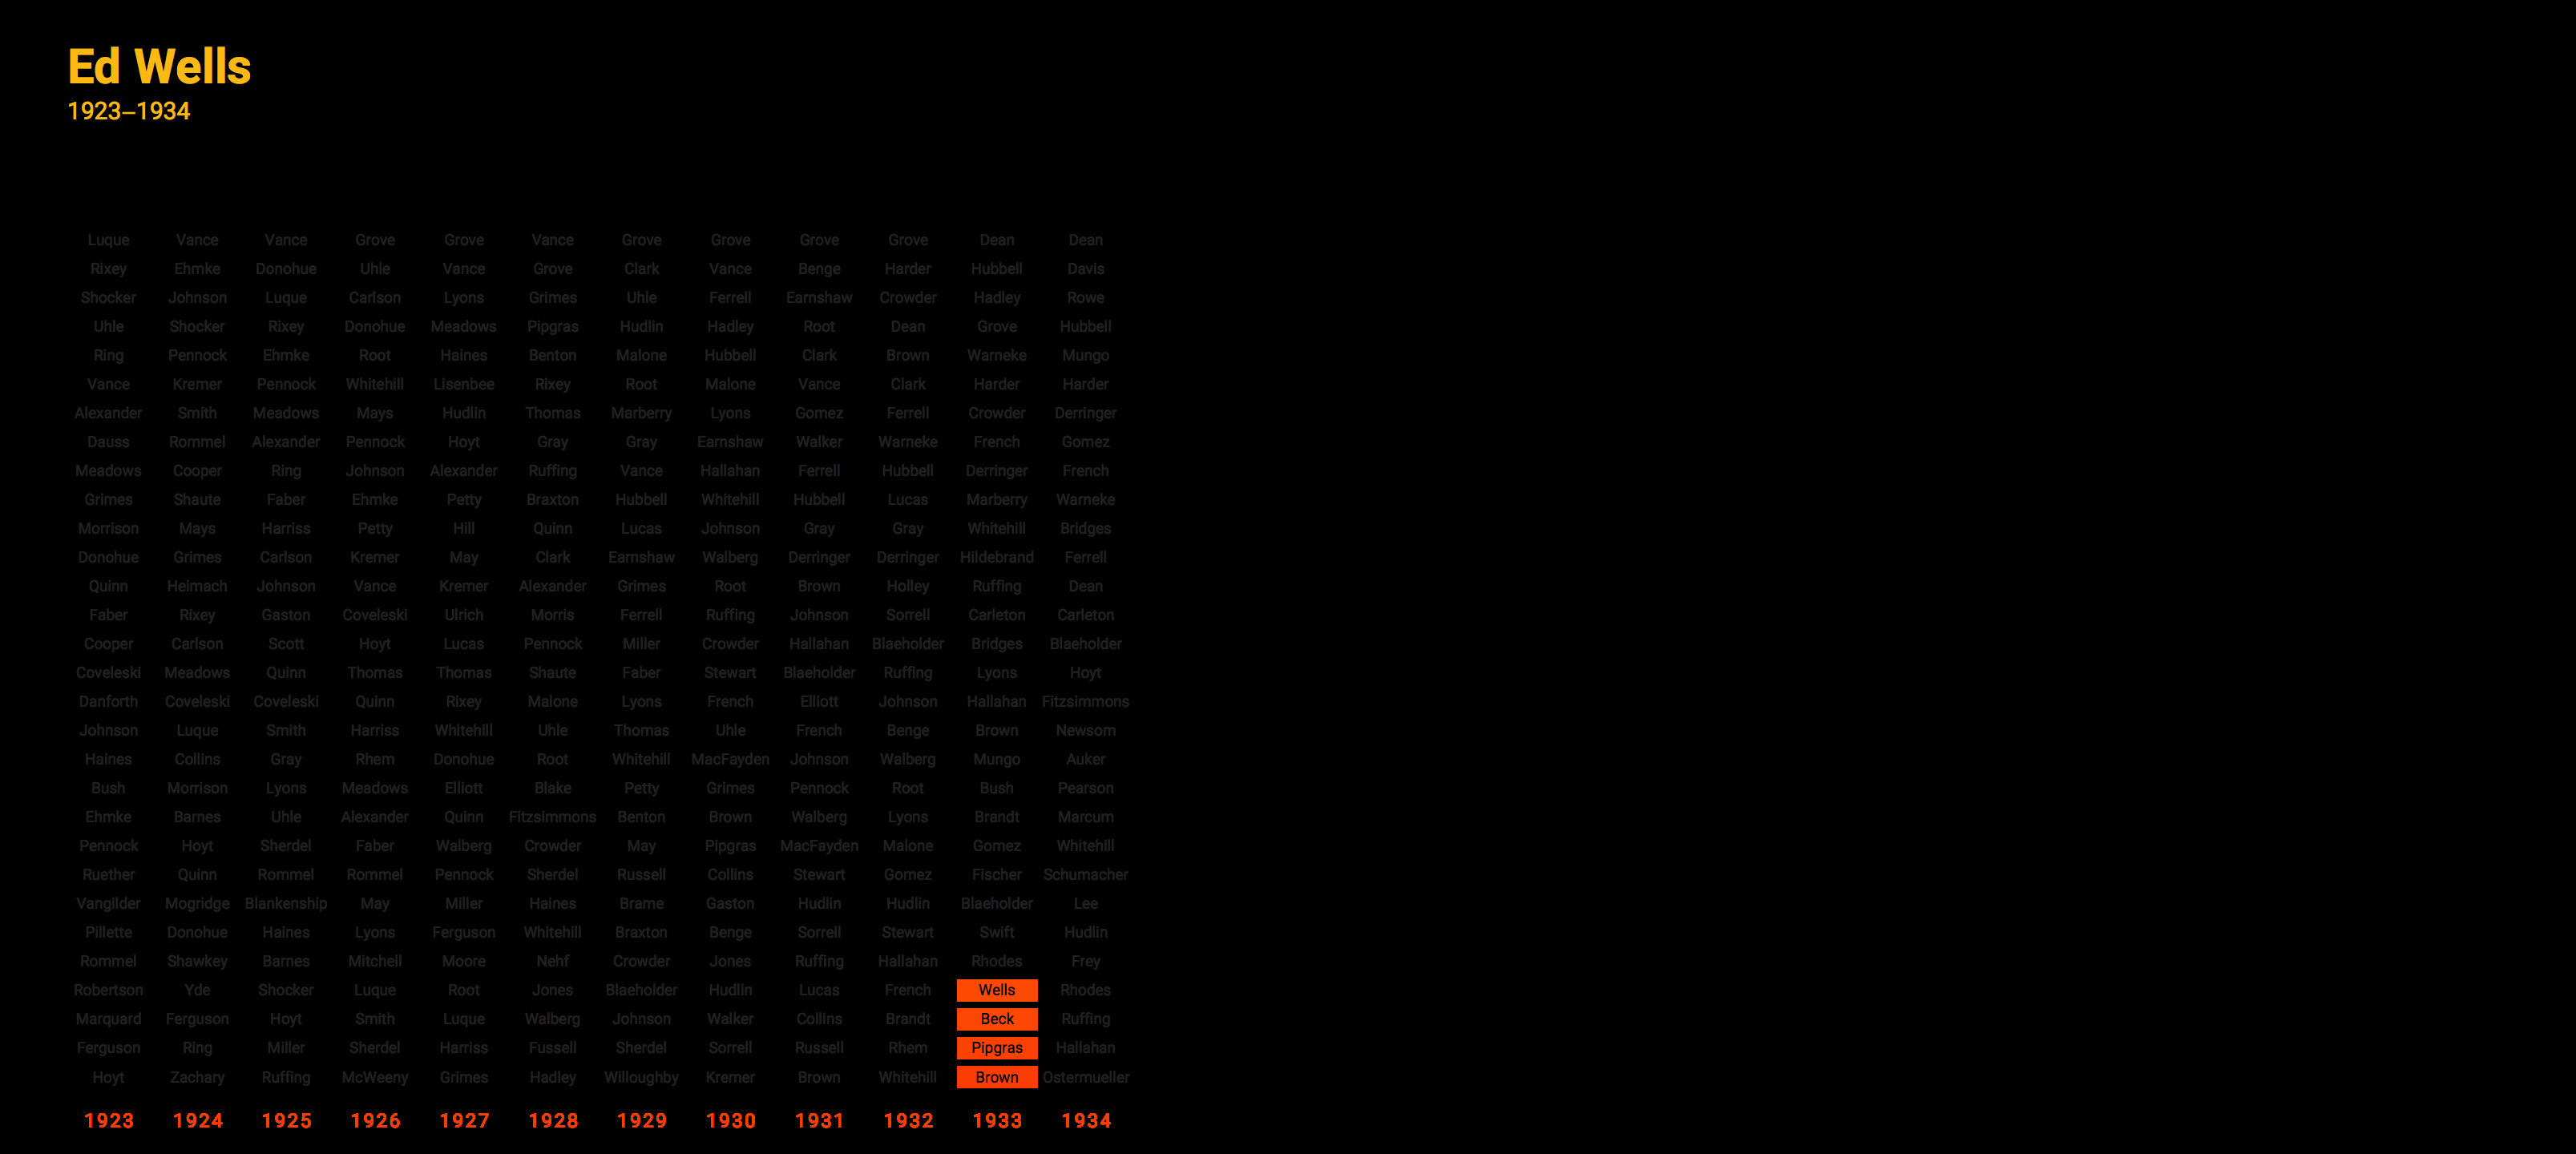 Ed Wells
1923–1934
Luque Vance Vance Grove Grove Vance Grove Grove Grove Grove Dean Dean
Rixey Ehmke Donohue Uhle Vance Grove Clark Vance Benge Harder Hubbell Davis
Shocker Johnson Luque Carlson Lyons Grimes Uhle Ferrell Earnshaw Crowder Hadley Rowe
Uhle Shocker Rixey Donohue Meadows Pipgras Hudlin Hadley Root Dean Grove Hubbell
Ring Pennock Ehmke Root Haines Benton Malone Hubbell Clark Brown Warneke Mungo
Vance Kremer Pennock Whitehill Lisenbee Rixey Root Malone Vance Clark Harder Harder
Alexander Smith Meadows Mays Hudlin Thomas Marberry Lyons Gomez Ferrell Crowder Derringer
Dauss Rommel Alexander Pennock Hoyt Gray Gray Earnshaw Walker Warneke French Gomez
Meadows Cooper Ring Johnson Alexander Ruffing Vance Hallahan Ferrell Hubbell Derringer French
Grimes Shaute Faber Ehmke Petty Braxton Hubbell Whitehill Hubbell Lucas Marberry Warneke
Morrison Mays Harriss Petty Hill Quinn Lucas Johnson Gray Gray Whitehill Bridges
Donohue Grimes Carlson Kremer May Clark Earnshaw Walberg Derringer Derringer Hildebrand Ferrell
Quinn Heimach Johnson Vance Kremer Alexander Grimes Root Brown Holley Ruffing Dean
Faber Rixey Gaston Coveleski Ulrich Morris Ferrell Ruffing Johnson Sorrell Carleton Carleton
Cooper Carlson Scott Hoyt Lucas Pennock Miller Crowder Hallahan Blaeholder Bridges Blaeholder
Coveleski Meadows Quinn Thomas Thomas Shaute Faber Stewart Blaeholder Ruffing Lyons Hoyt
Danforth Coveleski Coveleski Quinn Rixey Malone Lyons French Elliott Johnson Hallahan Fitzsimmons
Johnson Luque Smith Harriss Whitehill Uhle Thomas Uhle French Benge Brown Newsom
Haines Collins Gray Rhem Donohue Root Whitehill MacFayden Johnson Walberg Mungo Auker
Bush Morrison Lyons Meadows Elliott Blake Petty Grimes Pennock Root Bush Pearson
Ehmke Barnes Uhle Alexander Quinn Fitzsimmons Benton Brown Walberg Lyons Brandt Marcum
Pennock Hoyt Sherdel Faber Walberg Crowder May Pipgras MacFayden Malone Gomez Whitehill
Ruether Quinn Rommel Rommel Pennock Sherdel Russell Collins Stewart Gomez Fischer Schumacher
Vangilder Mogridge Blankenship May Miller Haines Brame Gaston Hudlin Hudlin Blaeholder Lee
Pillette Donohue Haines Lyons Ferguson Whitehill Braxton Benge Sorrell Stewart Swift Hudlin
Rommel Shawkey Barnes Mitchell Moore Nehf Crowder Jones Ruffing Hallahan Rhodes Frey
Robertson Yde Shocker Luque Root Jones Blaeholder Hudlin Lucas French Wells Rhodes
Marquard Ferguson Hoyt Smith Luque Walberg Johnson Walker Collins Brandt Beck Ruffing
Ferguson Ring Miller Sherdel Harriss Fussell Sherdel Sorrell Russell Rhem Pipgras Hallahan
Hoyt Zachary Ruffing McWeeny Grimes Hadley Willoughby Kremer Brown Whitehill Brown Ostermueller
1923 1924 1925 1926 1927 1928 1929 1930 1931 1932 1933 1934